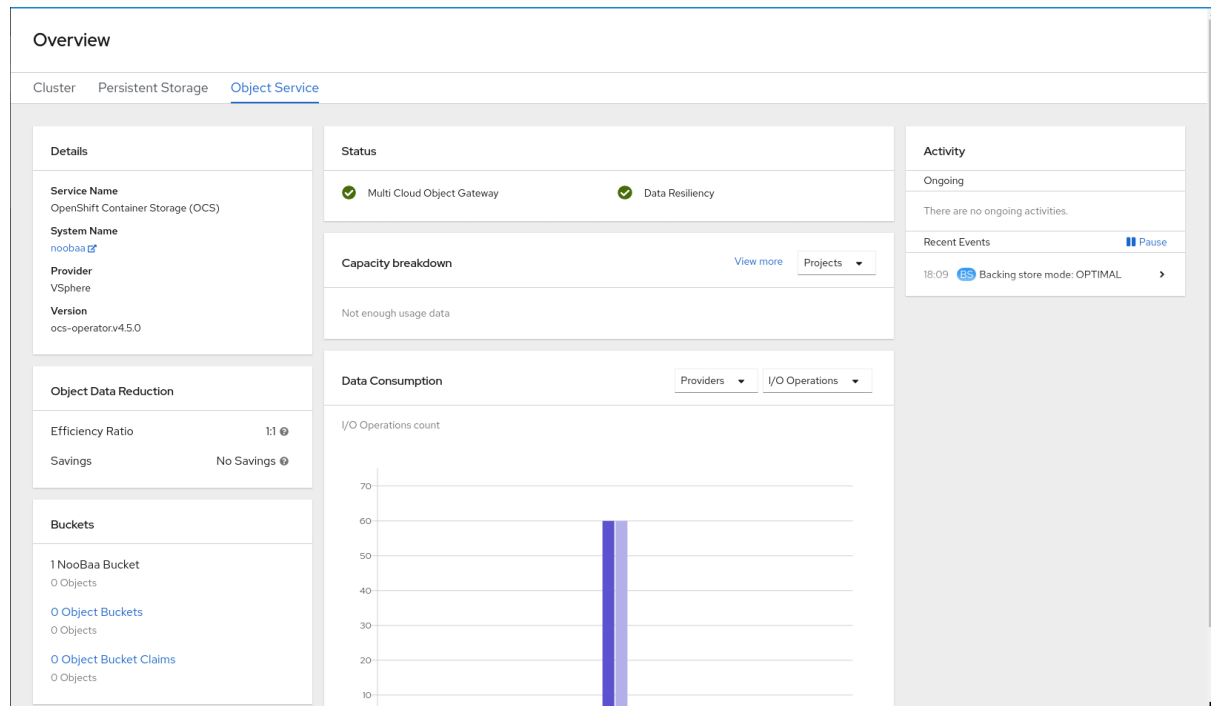 Overview
Cluster Persistent Storage Object Service
Details
Service Name
OpenShift Container Storage (OCS)
System Name
noobaa
Provider
VSphere
Version
ocs-operator.v4.5.0
Object Data Reduction
Efficiency Ratio 1:1
Savings No Savings
Buckets
1 NooBaa Bucket
0 Objects
0 Object Buckets
0 Objects
0 Object Bucket Claims
0 Objects
Status
Multi Cloud Object Gateway Data Resiliency
Capacity breakdown View more Projects
Not enough usage data
Data Consumption Providers I/O Operations
I/O Operations count
70
60
50
40
30
20
10
Activity
Ongoing
There are no ongoing activities.
Recent Events Pause
18:09 BS Backing store mode: OPTIMAL